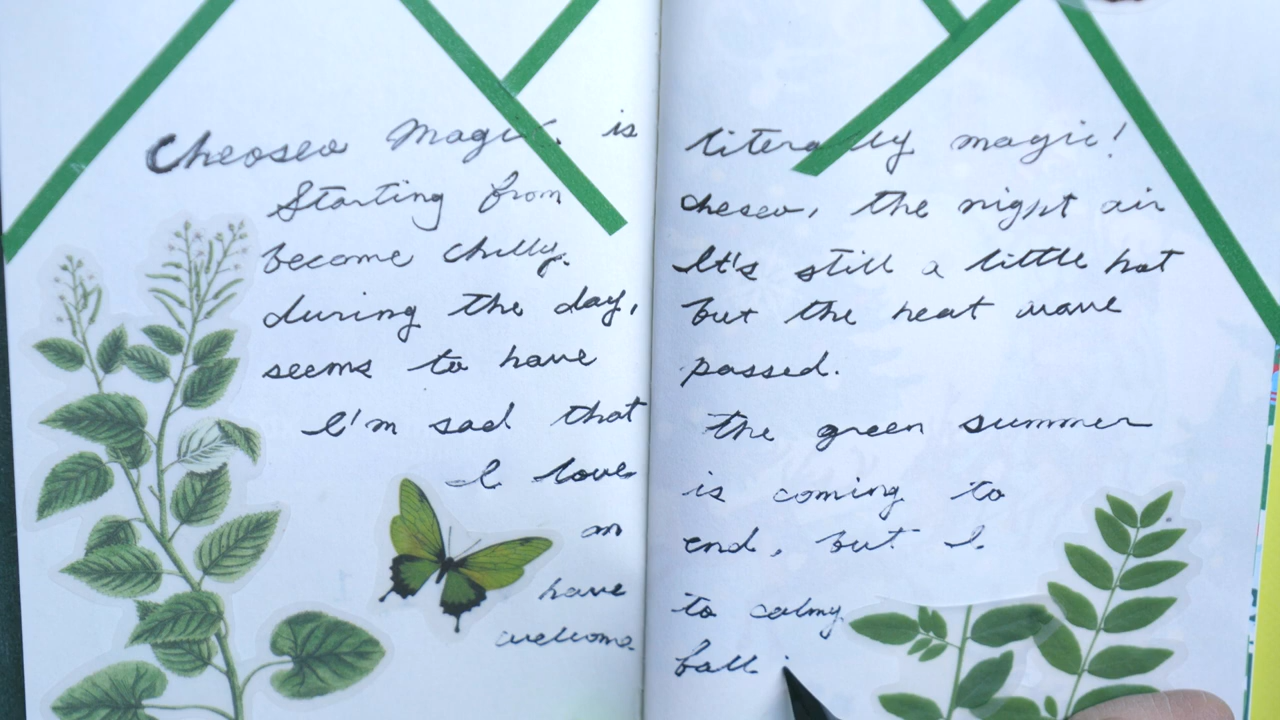 Cheoseo Magic is literally magic!
Starting from cheseo, the night air
become chilly. It's still a little hot
during the day, but the heat wave
seems to have passed.
I'm sad that the green summer
I love is coming to
an end, but I
have to calmy
welcome fall.